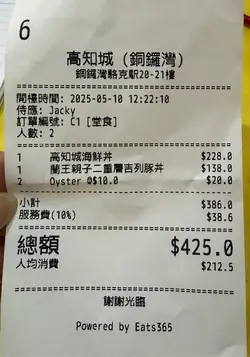 6
高知城（銅鑼灣）
銅鑼灣駱克馭20-21樓
開檯時間: 2025-05-10 12:22:10
侍應: Jacky
訂單編號: C1 [堂食]
人數: 2
1 高知城海鮮丼 $228.0
1 蘭王親子二重層吉列豚丼 $138.0
2 Oyster @$10.0 $20.0
小計 $386.0
服務費(10%) $38.6
總額 $425.0
人均消費 $212.5
謝謝光臨
Powered by Eats365